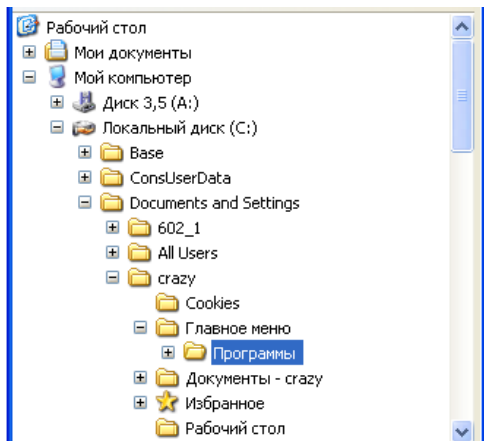 Рабочий стол
Мои документы
Мой компьютер
Диск 3,5 (A:)
Локальный диск (C:)
Base
ConsUserData
Documents and Settings
602_1
All Users
crazy
Cookies
Главное меню
Программы
Документы - crazy
Избранное
Рабочий стол